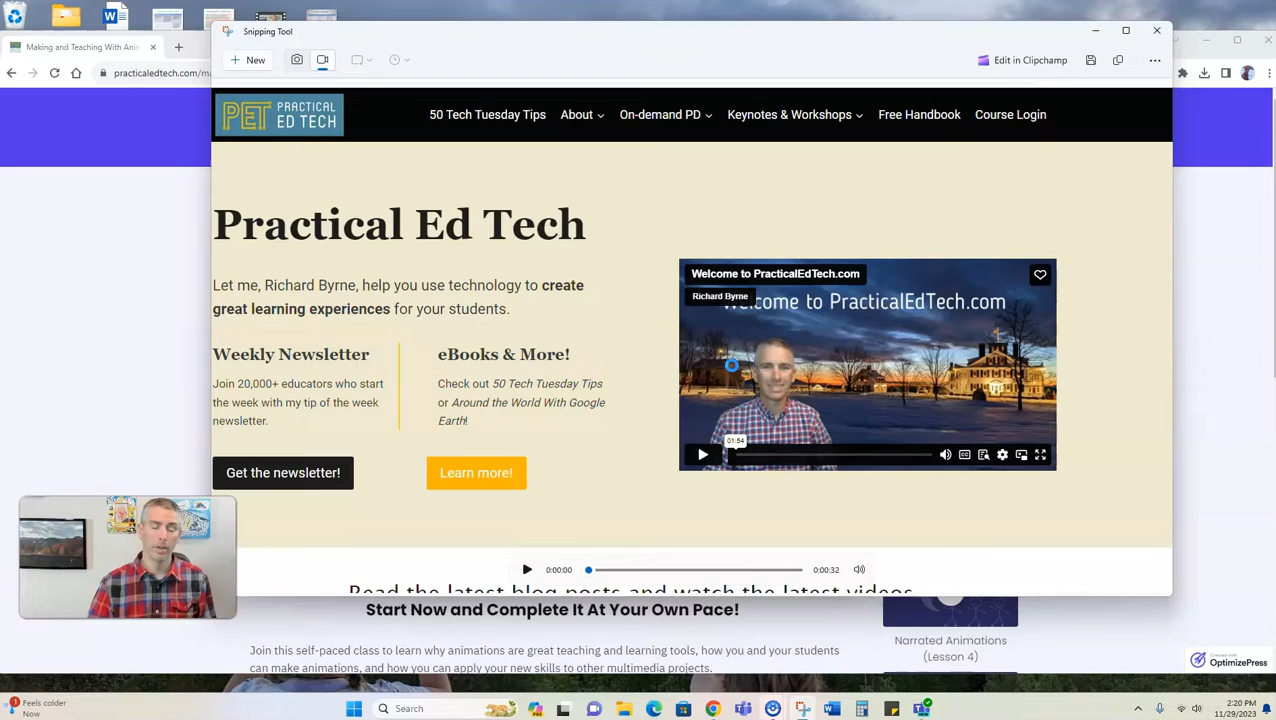 Making and Teaching With Anim
practicaledtech.com/ma
Snipping Tool
New
Edit in Clipchamp
PET PRACTICAL ED TECH
50 Tech Tuesday Tips
About
On-demand PD
Keynotes & Workshops
Free Handbook
Course Login
Practical Ed Tech
Let me, Richard Byrne, help you use technology to create
great learning experiences for your students.
Weekly Newsletter
Join 20,000+ educators who start
the week with my tip of the week
newsletter.
Get the newsletter!
eBooks & More!
Check out 50 Tech Tuesday Tips
or Around the World With Google
Earth!
Learn more!
Welcome to PracticalEdTech.com
Richard Byrne
Welcome to PracticalEdTech.com
01:54
0:00:00
0:00:32
Read the latest blog posts and watch the latest videos
Start Now and Complete It At Your Own Pace!
Join this self-paced class to learn why animations are great teaching and learning tools, how you and your students
can make animations, and how you can apply your new skills to other multimedia projects.
Narrated Animations
(Lesson 4)
Created with
OptimizePress
1
Feels colder
Now
Search
2:20 PM
11/29/2023